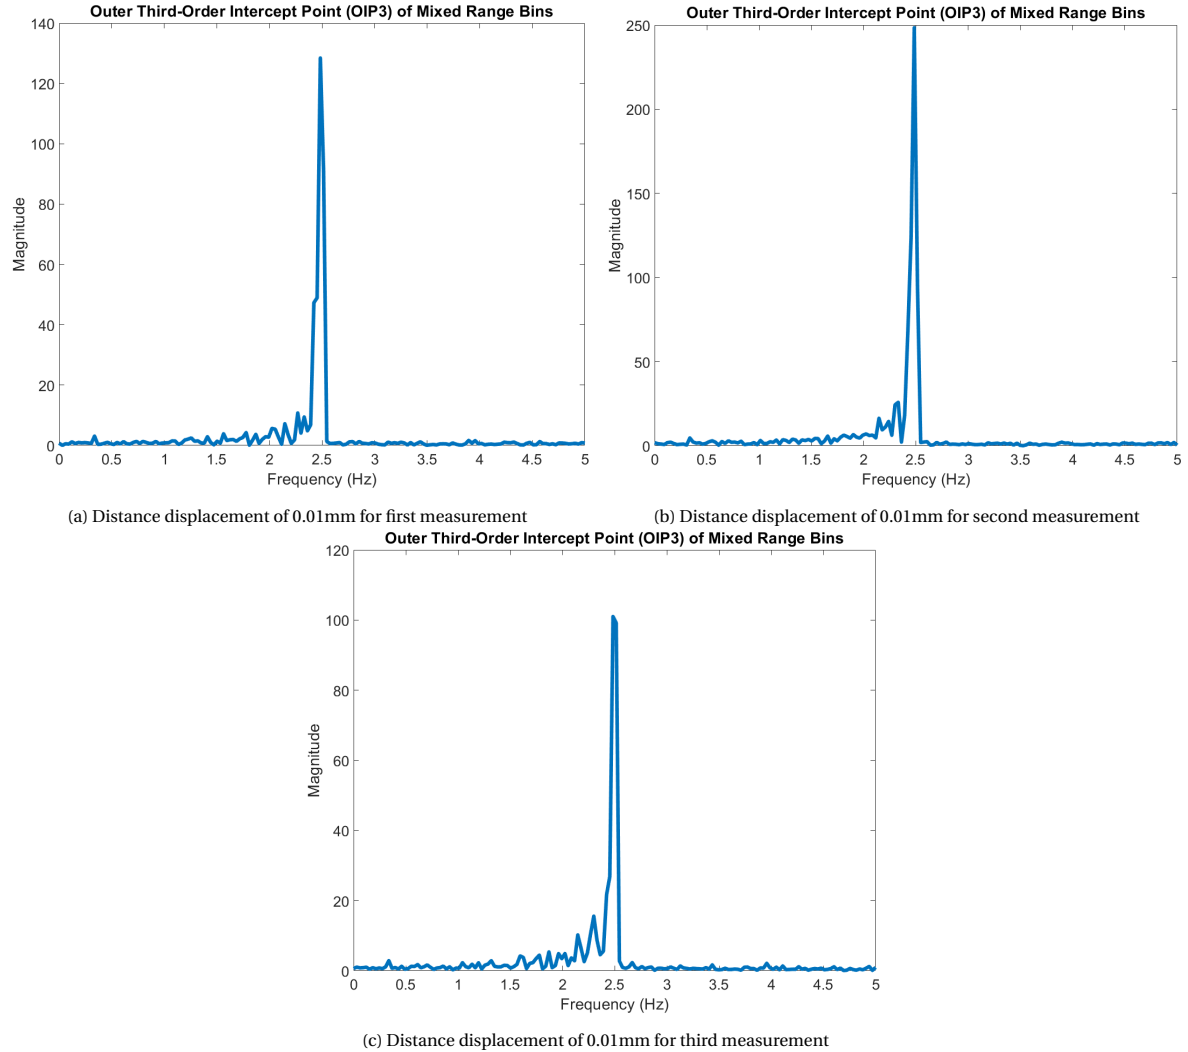 Outer Third-Order Intercept Point (OIP3) of Mixed Range Bins
140
120
100
80
60
40
20
0
Magnitude
0 0.5 1 1.5 2 2.5 3 3.5 4 4.5 5
Frequency (Hz)
(a) Distance displacement of 0.01mm for first measurement
Outer Third-Order Intercept Point (OIP3) of Mixed Range Bins
250
200
150
100
50
0
Magnitude
0 0.5 1 1.5 2 2.5 3 3.5 4 4.5 5
Frequency (Hz)
(b) Distance displacement of 0.01mm for second measurement
Outer Third-Order Intercept Point (OIP3) of Mixed Range Bins
120
100
80
60
40
20
0
Magnitude
0 0.5 1 1.5 2 2.5 3 3.5 4 4.5 5
Frequency (Hz)
(c) Distance displacement of 0.01mm for third measurement